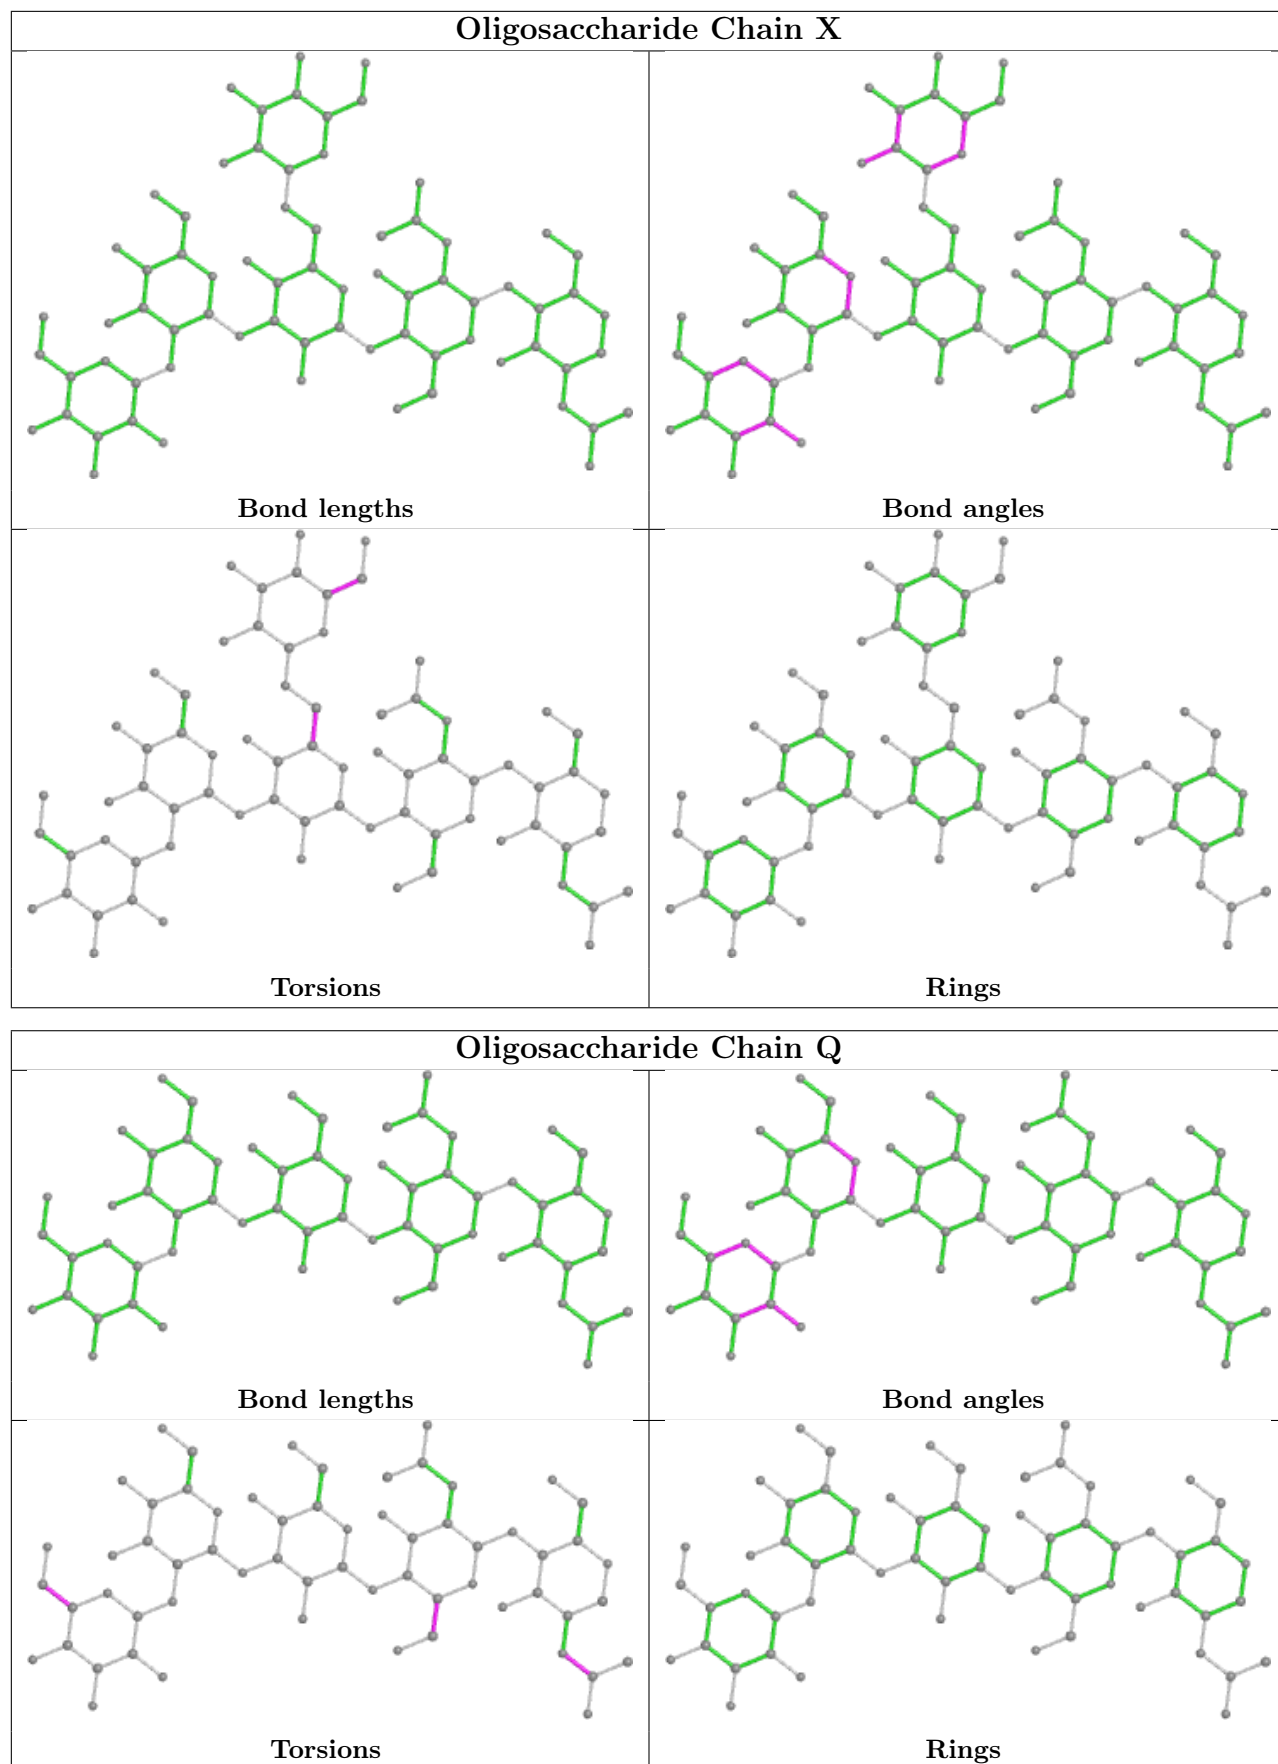 Oligosaccharide Chain X
Bond lengths
Bond angles
Torsions
Rings
Oligosaccharide Chain Q
Bond lengths
Bond angles
Torsions
Rings